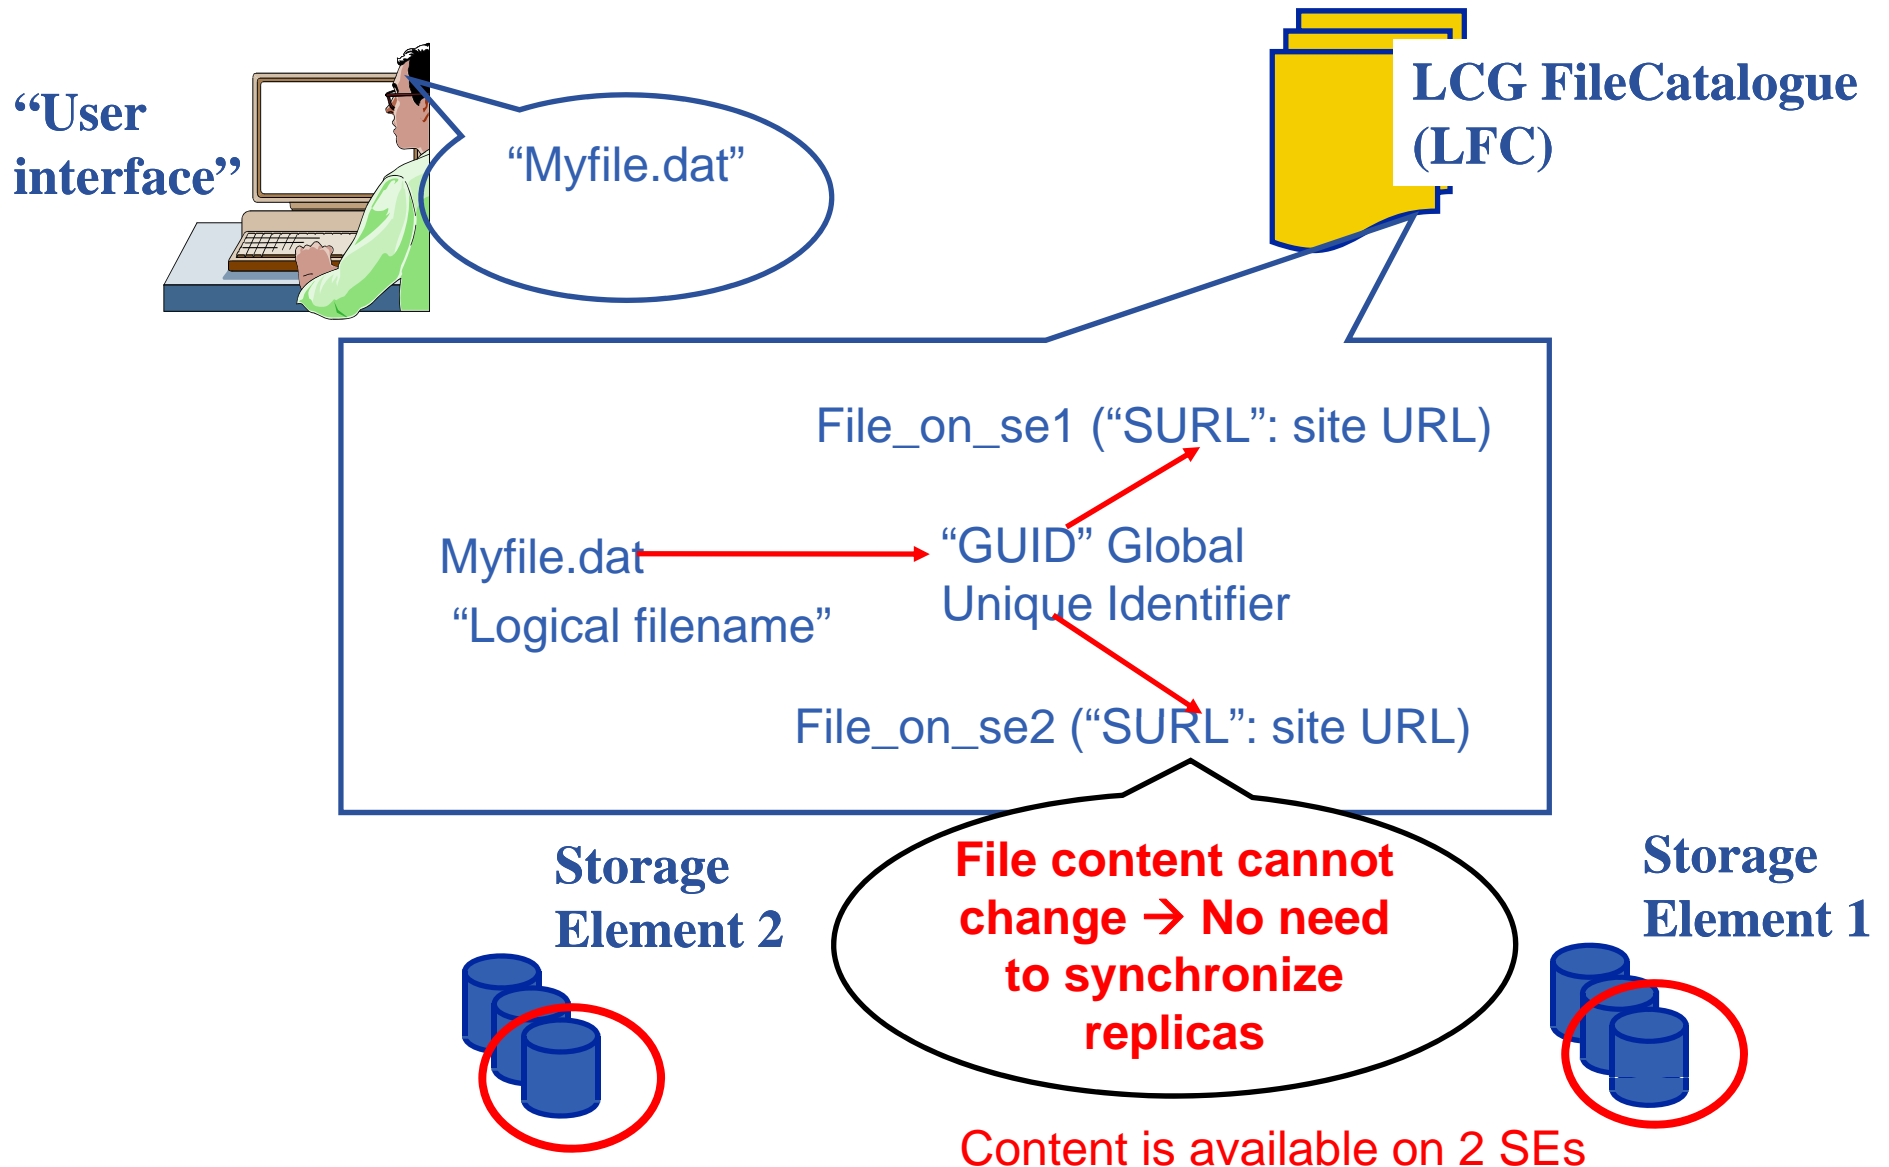 “User
interface”
“Myfile.dat”
LCG FileCatalogue
(LFC)
File_on_se1 (“SURL”: site URL)
Myfile.dat
“Logical filename”
“GUID” Global
Unique Identifier
File_on_se2 (“SURL”: site URL)
Storage
Element 2
File content cannot
change → No need
to synchronize
replicas
Storage
Element 1
Content is available on 2 SEs